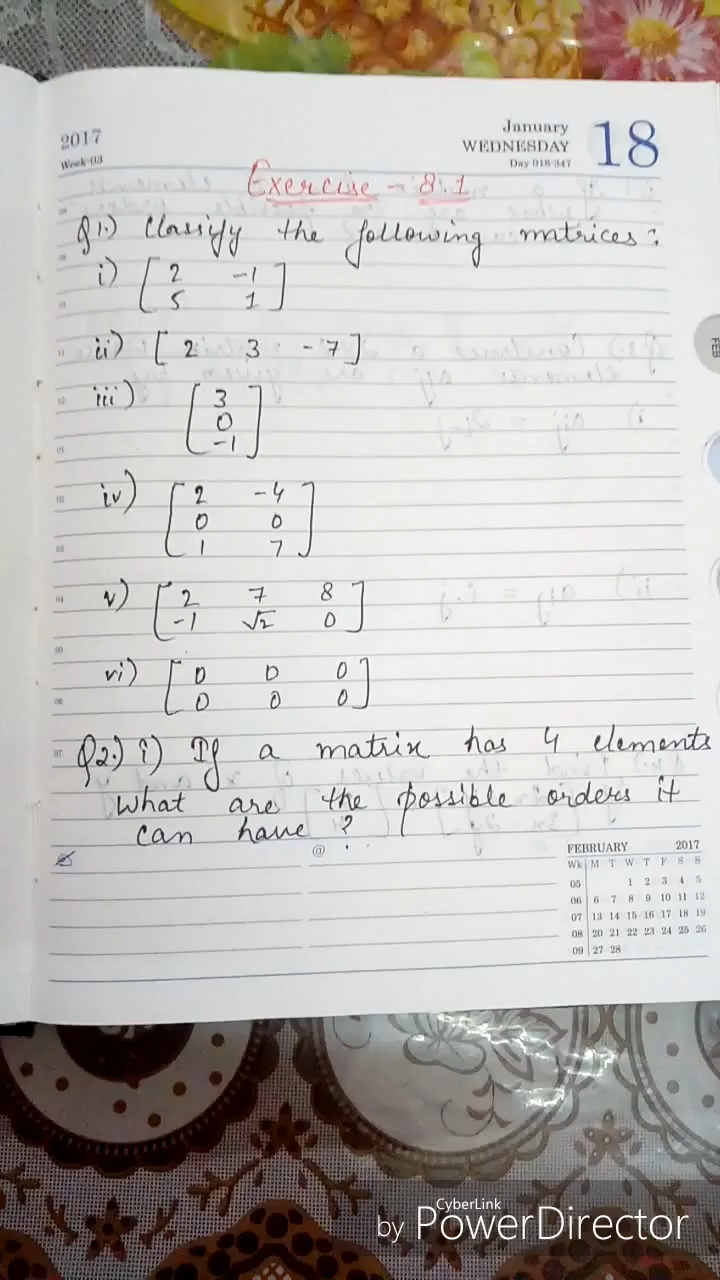 2017
Week-03
January
WEDNESDAY
Day 018-347
18
Exercise - 8.1
Q1.) Classify the following matrices:
i) [ 2 -1
5 1 ]
ii) [ 2 3 -7 ]
iii) [ 3
0
-1 ]
iv) [ 2 -4
0 0
1 7 ]
v) [ 2 7 8
-1 √2 0 ]
vi) [ 0 0 0
0 0 0 ]
Q2.) i) If a matrix has 4 elements
what are the possible orders it
can have ?
@
FEBRUARY 2017
Wk M T W T F S S
05 1 2 3 4 5
06 6 7 8 9 10 11 12
07 13 14 15 16 17 18 19
08 20 21 22 23 24 25 26
09 27 28
FEB
CyberLink
by PowerDirector